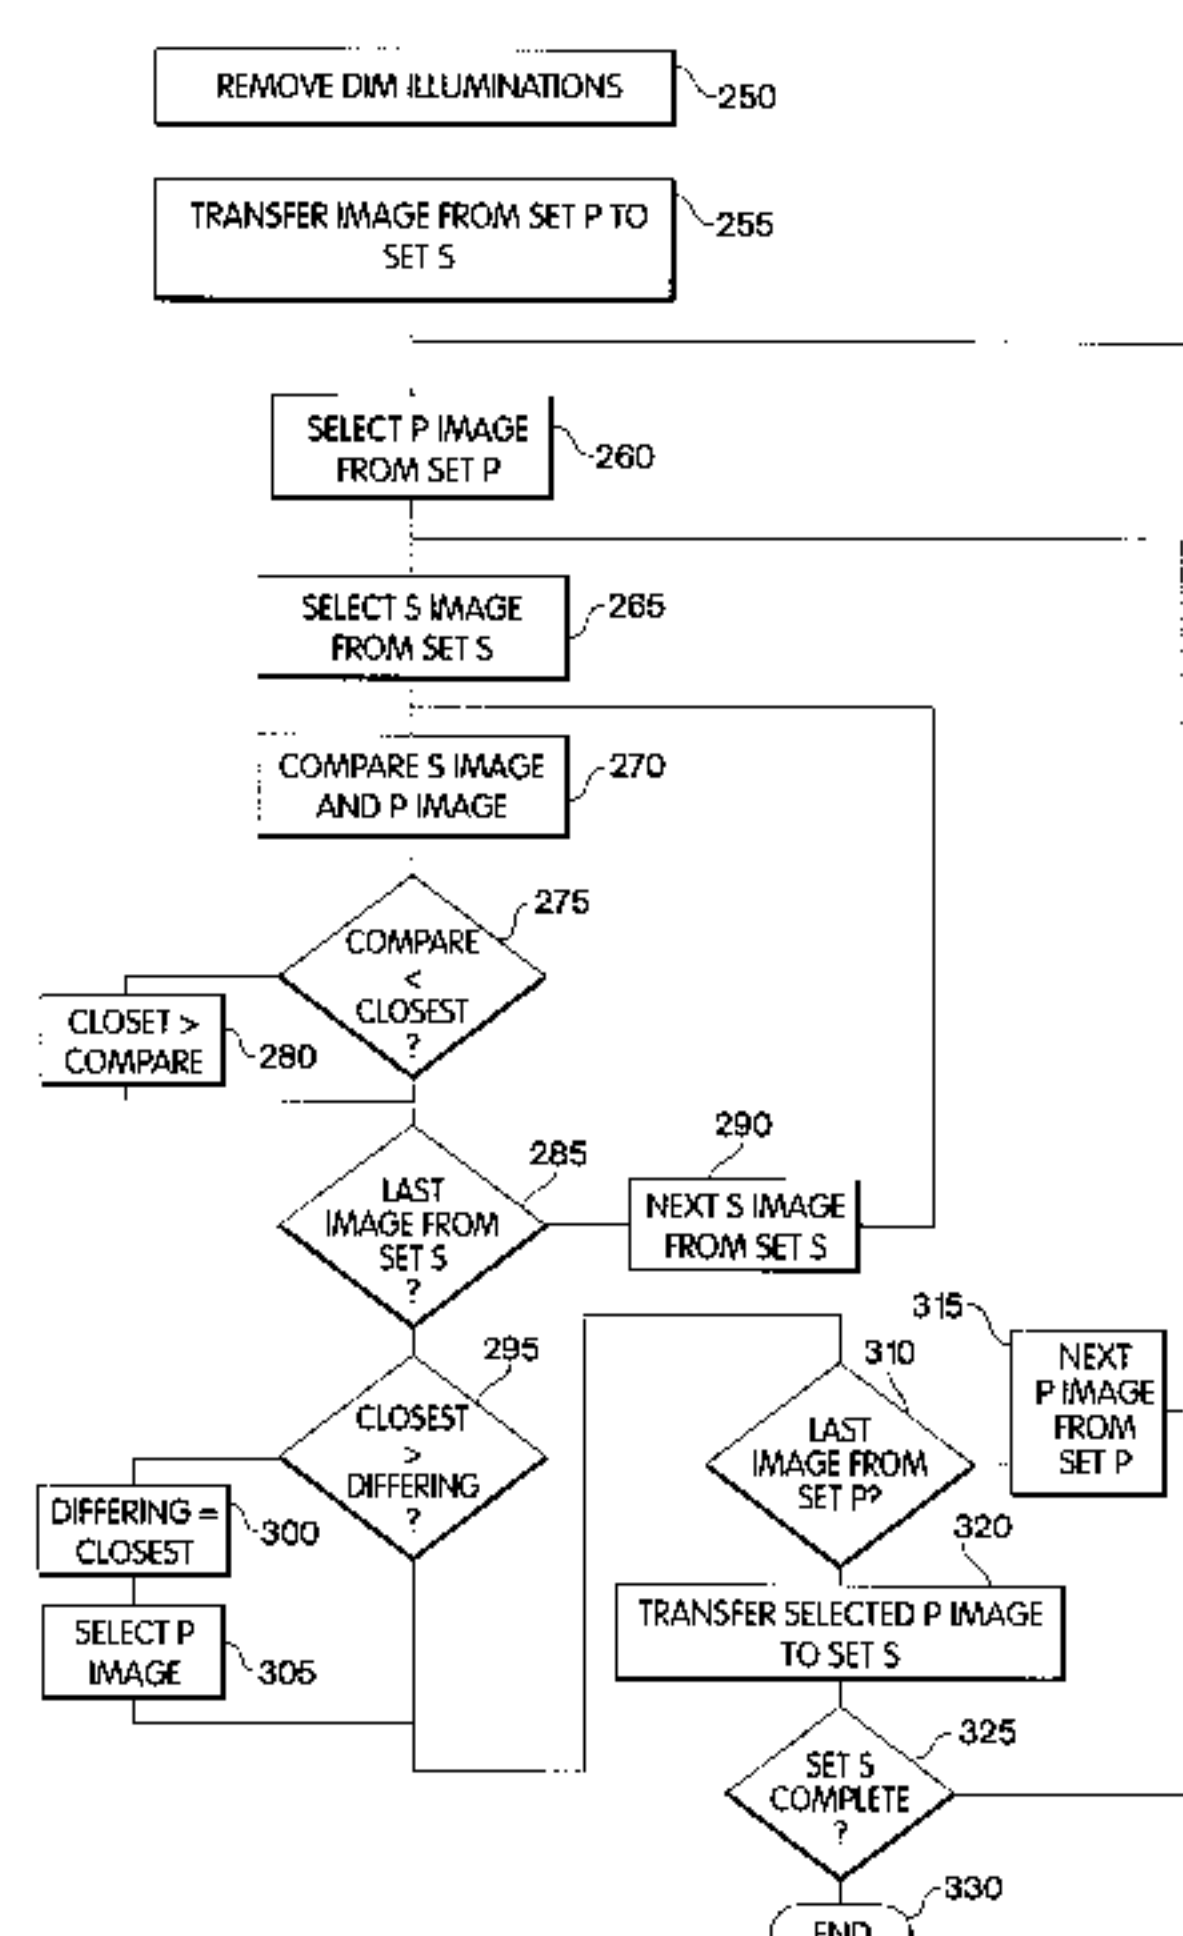 REMOVE DIM ILLUMINATIONS
250
TRANSFER IMAGE FROM SET P TO
SET S
255
SELECT P IMAGE
FROM SET P
260
SELECT S IMAGE
FROM SET S
265
COMPARE S IMAGE
AND P IMAGE
270
COMPARE
<
CLOSEST
?
275
CLOSET >
COMPARE
280
LAST
IMAGE FROM
SET S
?
285
290
NEXT S IMAGE
FROM SET S
CLOSEST
>
DIFFERING
?
295
DIFFERING =
CLOSEST
300
SELECT P
IMAGE
305
310
LAST
IMAGE FROM
SET P?
315
NEXT
P IMAGE
FROM
SET P
320
TRANSFER SELECTED P IMAGE
TO SET S
SET S
COMPLETE
?
325
330
END